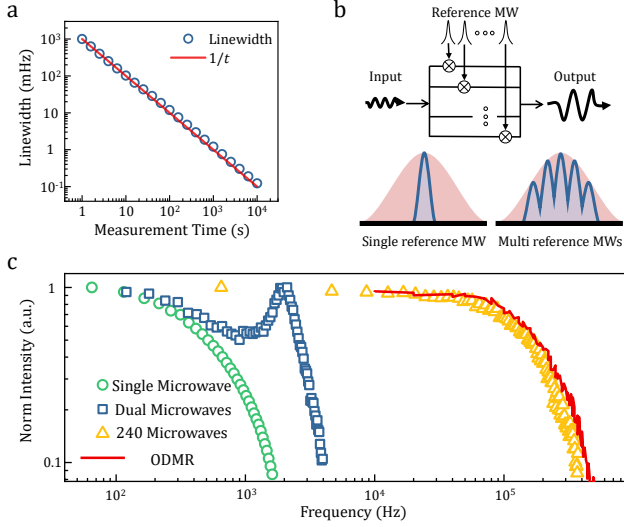 a
10³
10²
10¹
1
10⁻¹
Linewidth (mHz)
Linewidth
1/t
1
10¹
10²
10³
10⁴
Measurement Time (s)
b
Reference MW
Input
Output
Single reference MW
Multi reference MWs
c
1
0.1
Norm Intensity (a.u.)
Single Microwave
Dual Microwaves
240 Microwaves
ODMR
10²
10³
10⁴
10⁵
Frequency (Hz)